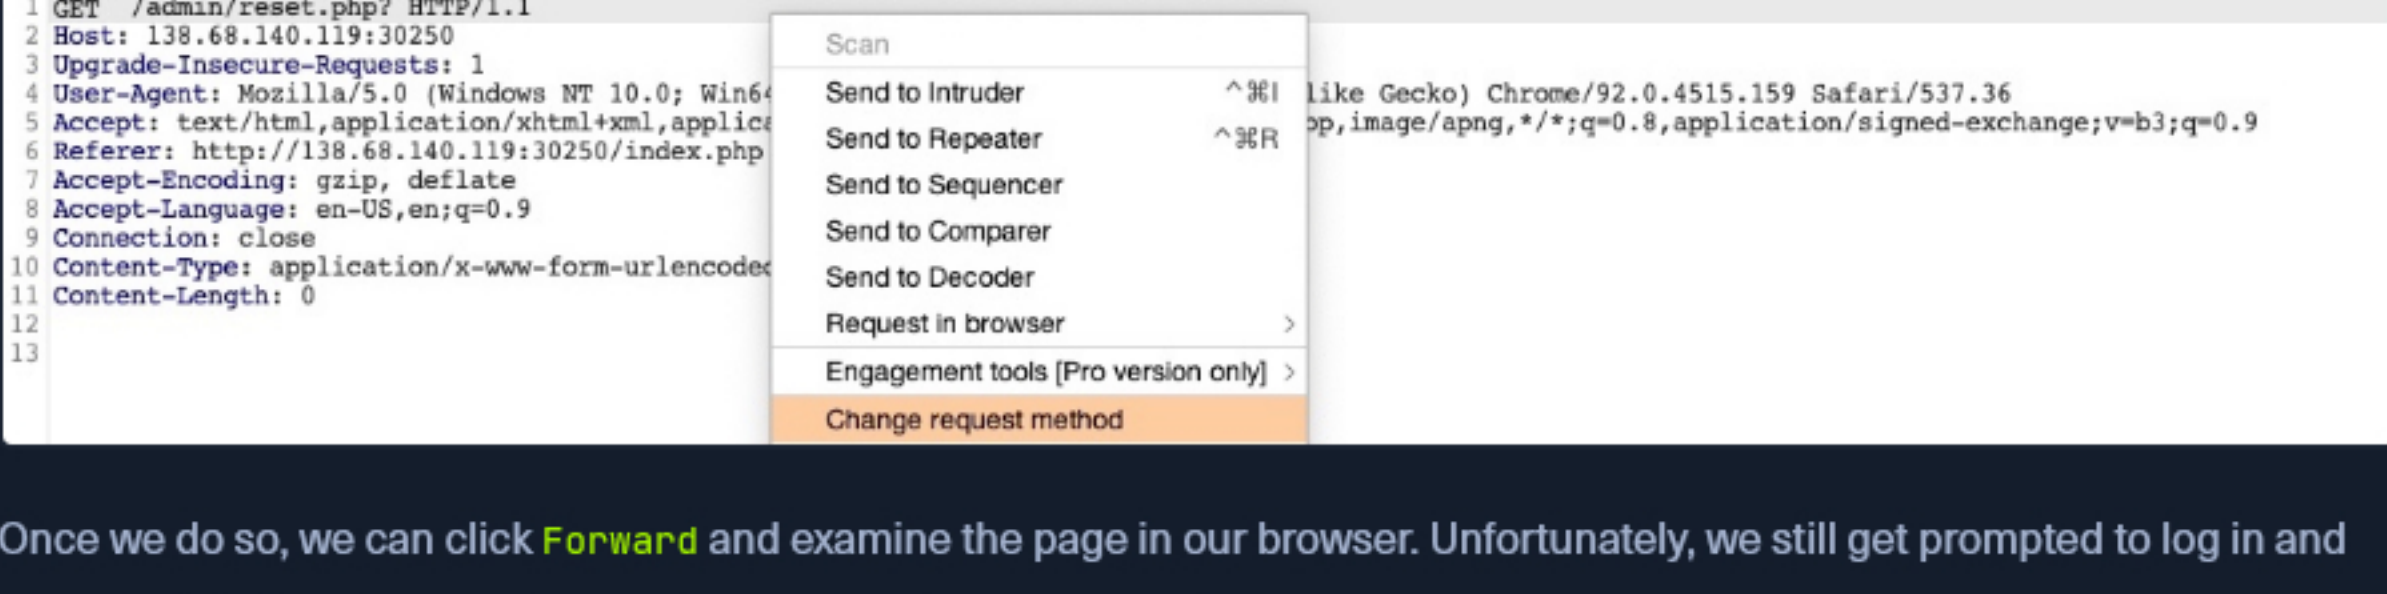 1 GET /admin/reset.php? HTTP/1.1
2 Host: 138.68.140.119:30250
3 Upgrade-Insecure-Requests: 1
4 User-Agent: Mozilla/5.0 (Windows NT 10.0; Win64 like Gecko) Chrome/92.0.4515.159 Safari/537.36
5 Accept: text/html,application/xhtml+xml,applica op,image/apng,*/*;q=0.8,application/signed-exchange;v=b3;q=0.9
6 Referer: http://138.68.140.119:30250/index.php
7 Accept-Encoding: gzip, deflate
8 Accept-Language: en-US,en;q=0.9
9 Connection: close
10 Content-Type: application/x-www-form-urlencoded
11 Content-Length: 0
12
13
Scan
Send to Intruder ^⌘I
Send to Repeater ^⌘R
Send to Sequencer
Send to Comparer
Send to Decoder
Request in browser >
Engagement tools [Pro version only] >
Change request method
Once we do so, we can click Forward and examine the page in our browser. Unfortunately, we still get prompted to log in and